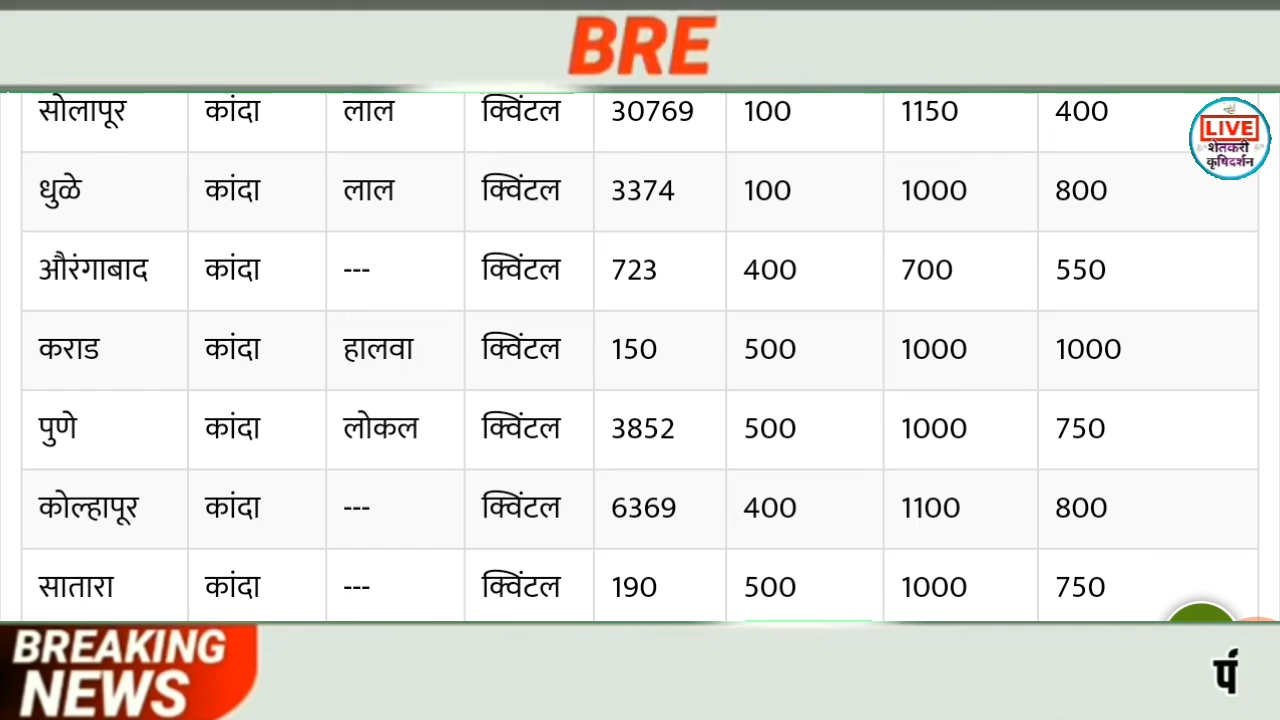 BRE
सोलापूर कांदा लाल क्विंटल 30769 100 1150 400
LIVE
शेतकरी
कृषिदर्शन
धुळे कांदा लाल क्विंटल 3374 100 1000 800
औरंगाबाद कांदा --- क्विंटल 723 400 700 550
कराड कांदा हालवा क्विंटल 150 500 1000 1000
पुणे कांदा लोकल क्विंटल 3852 500 1000 750
कोल्हापूर कांदा --- क्विंटल 6369 400 1100 800
सातारा कांदा --- क्विंटल 190 500 1000 750
BREAKING
NEWS